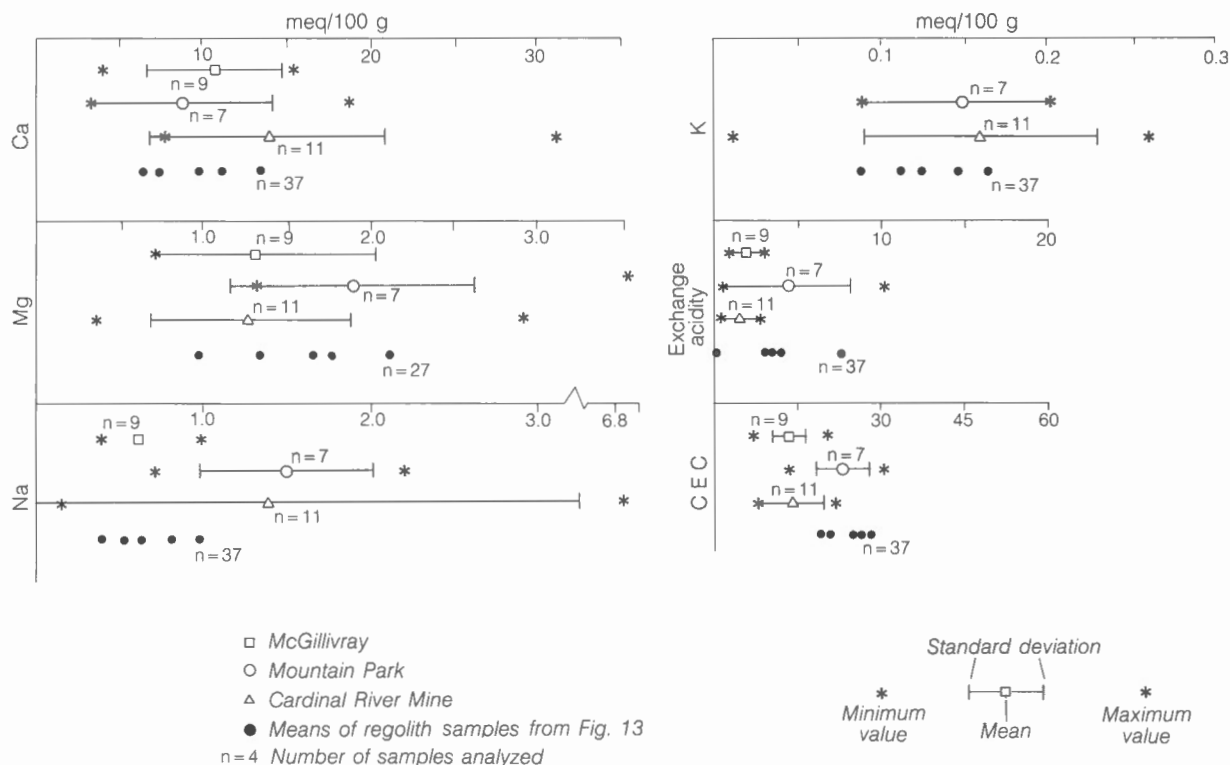 meq/100 g
10 20 30
n=9
n=7
n=11
n=37
Ca
1.0 2.0 3.0
n=9
n=7
n=11
n=27
Mg
1.0 2.0 3.0 6.8
n=9
n=7
n=11
n=37
Na
meq/100 g
0.1 0.2 0.3
n=7
n=11
n=37
K
10 20
n=9
n=7
n=11
n=37
Exchange
acidity
30 45 60
n=9
n=7
n=11
n=37
CEC
McGillivray
Mountain Park
Cardinal River Mine
Means of regolith samples from Fig. 13
n=4 Number of samples analyzed
Standard deviation
Minimum
value
Mean
Maximum
value